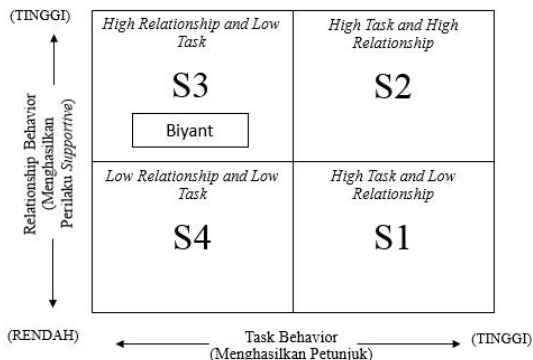 (TINGGI)
High Relationship and Low
Task
S3
Biyant
High Task and High
Relationship
S2
Relationship Behavior
(Menghasilkan
Perilaku Supportive)
Low Relationship and Low
Task
S4
High Task and Low
Relationship
S1
(RENDAH)
Task Behavior
(Menghasilkan Petunjuk)
(TINGGI)